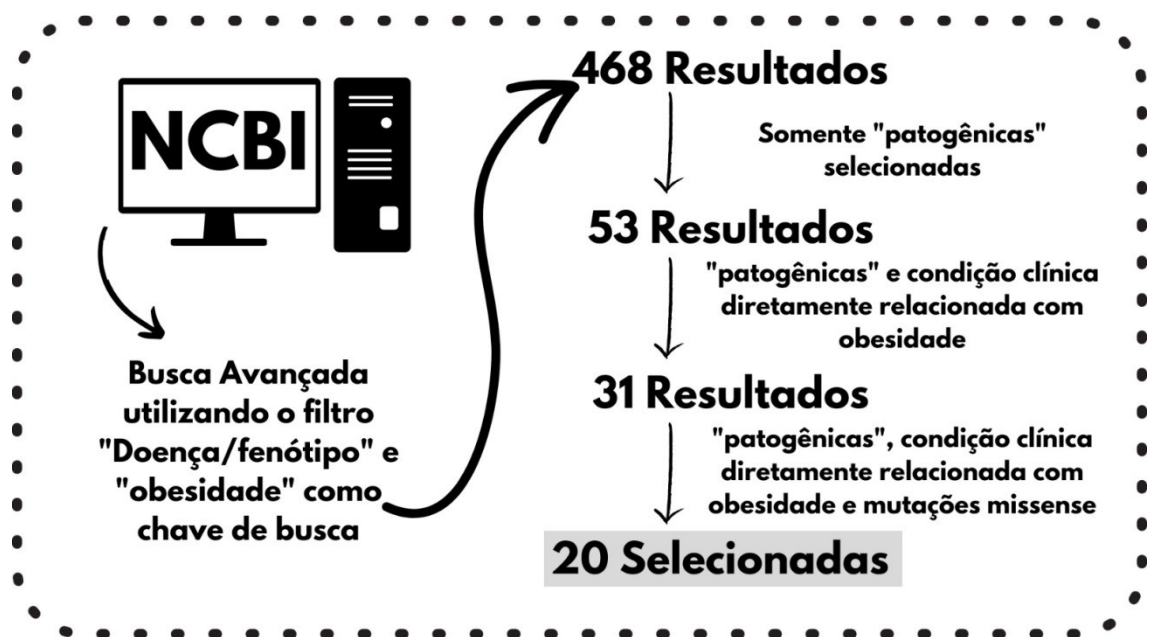 NCBI
Busca Avançada
utilizando o filtro
"Doença/fenótipo" e
"obesidade" como
chave de busca
468 Resultados
Somente "patogênicas"
selecionadas
53 Resultados
"patogênicas" e condição clínica
diretamente relacionada com
obesidade
31 Resultados
"patogênicas", condição clínica
diretamente relacionada com
obesidade e mutações missense
20 Selecionadas